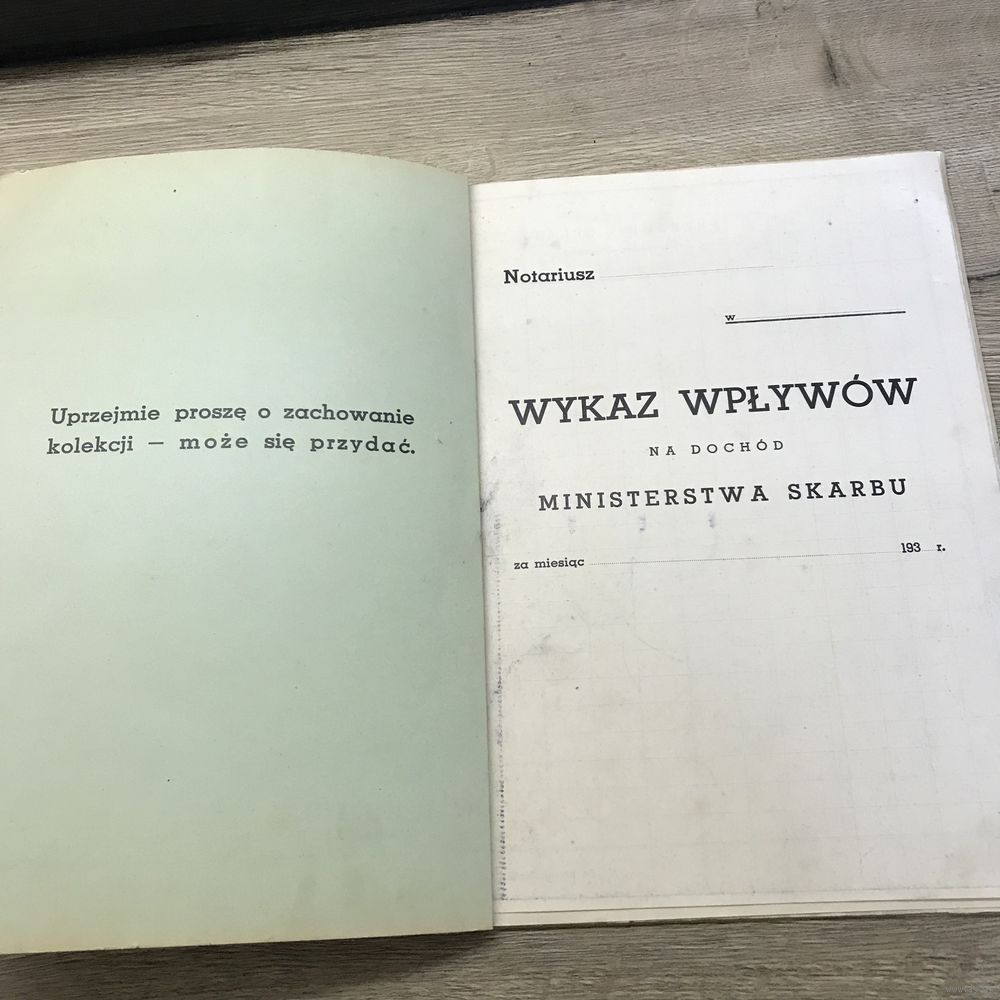 Uprzejmie proszę o zachowanie
kolekcji — może się przydać.
Notariusz
w
WYKAZ WPŁYWÓW
NA DOCHÓD
MINISTERSTWA SKARBU
za miesiąc 193 r.